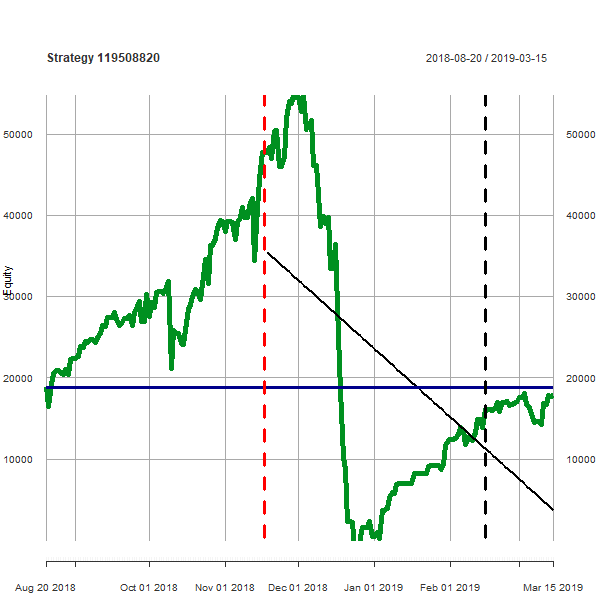 Strategy 119508820
2018-08-20 / 2019-03-15
50000
50000
40000
40000
Equity
30000
30000
20000
20000
10000
10000
Aug 20 2018
Oct 01 2018
Nov 01 2018
Dec 01 2018
Jan 01 2019
Feb 01 2019
Mar 15 2019